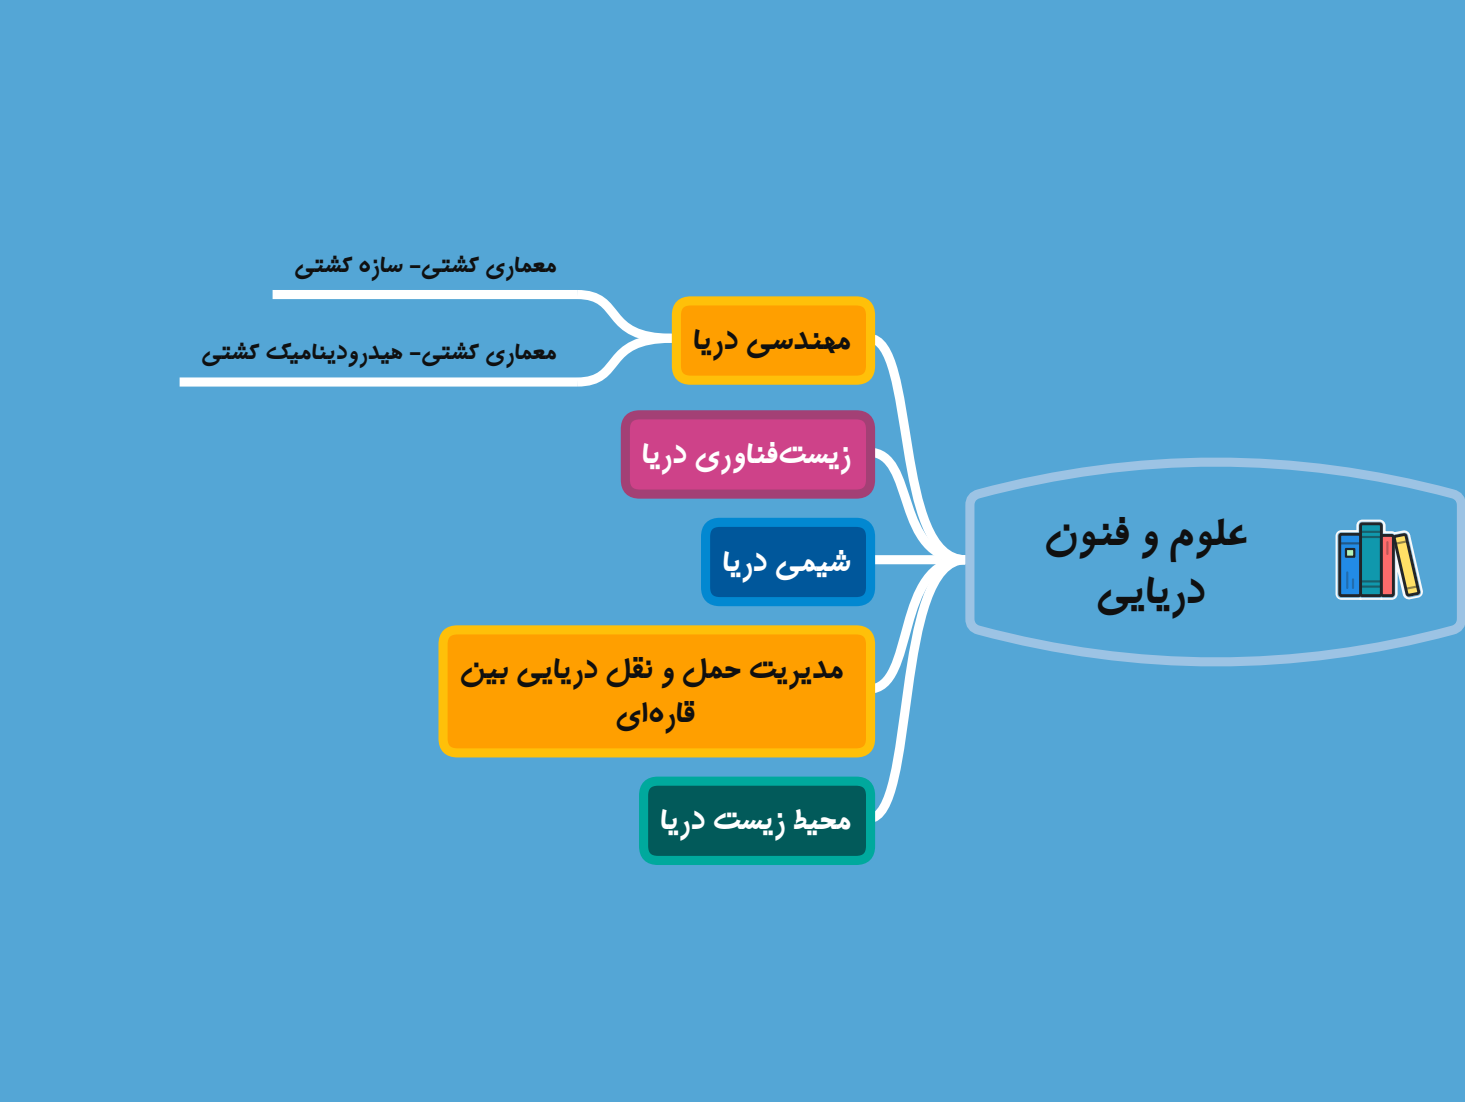 علوم و فنون
دریایی
مهندسی دریا
معماری کشتی- سازه کشتی
معماری کشتی- هیدرودینامیک کشتی
زیست‌فناوری دریا
شیمی دریا
مدیریت حمل و نقل دریایی بین
قاره‌ای
محیط زیست دریا